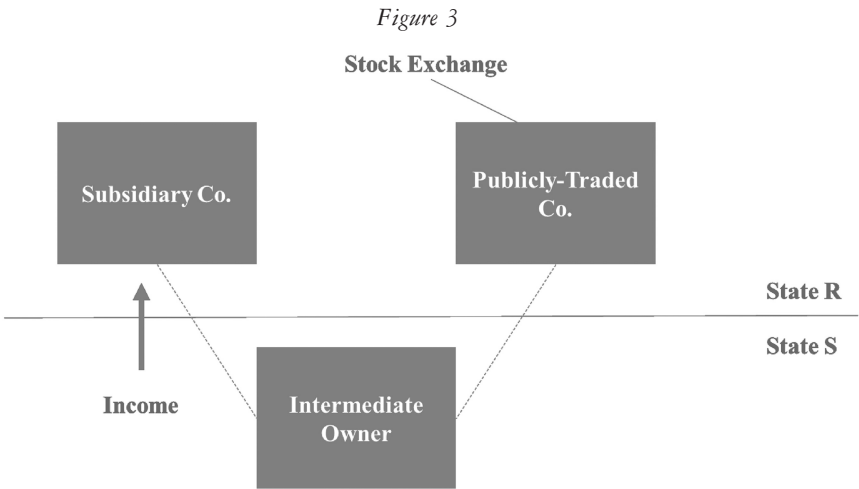 Figure 3
Stock Exchange
Subsidiary Co.
Publicly-Traded
Co.
State R
State S
Income
Intermediate
Owner